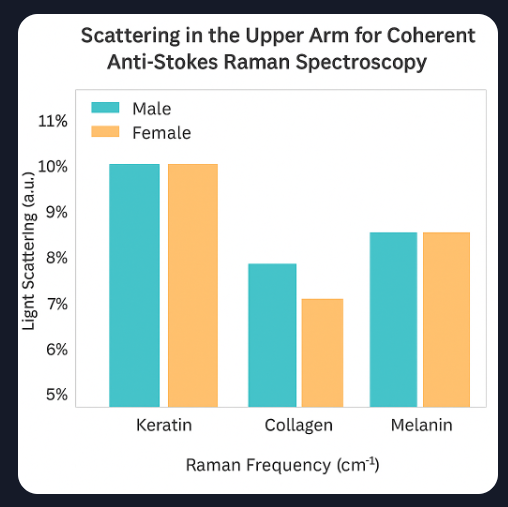 Scattering in the Upper Arm for Coherent
Anti-Stokes Raman Spectroscopy
Male
Female
Lignt Scattering (a.u.)
11%
10%
9%
8%
7%
6%
5%
Keratin Collagen Melanin
Raman Frequency (cm⁻¹)